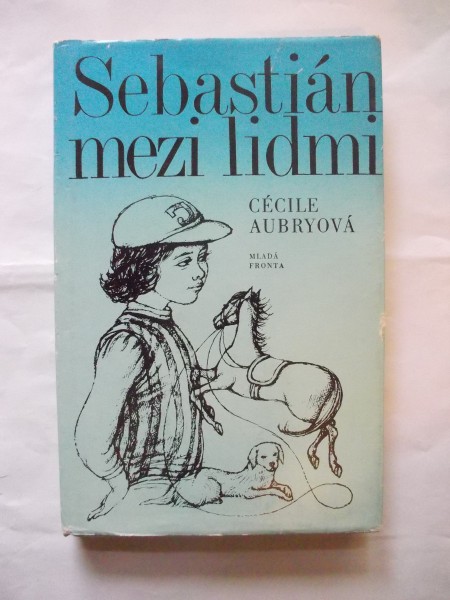 Sebastián
mezi lidmi
CÉCILE
AUBRYOVÁ
MLADÁ
FRONTA